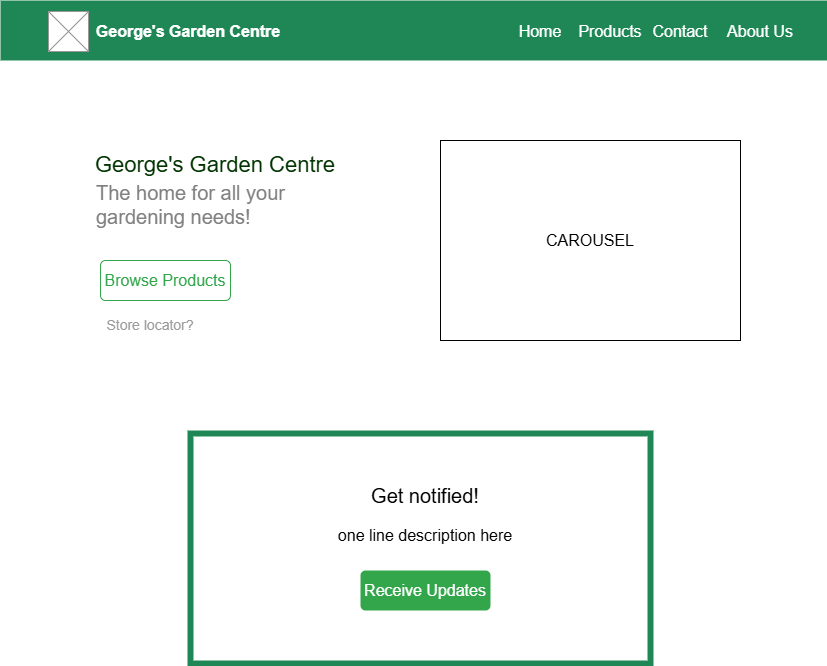 George's Garden Centre
Home Products Contact About Us
George's Garden Centre
The home for all your
gardening needs!
Browse Products
Store locator?
CAROUSEL
Get notified!
one line description here
Receive Updates